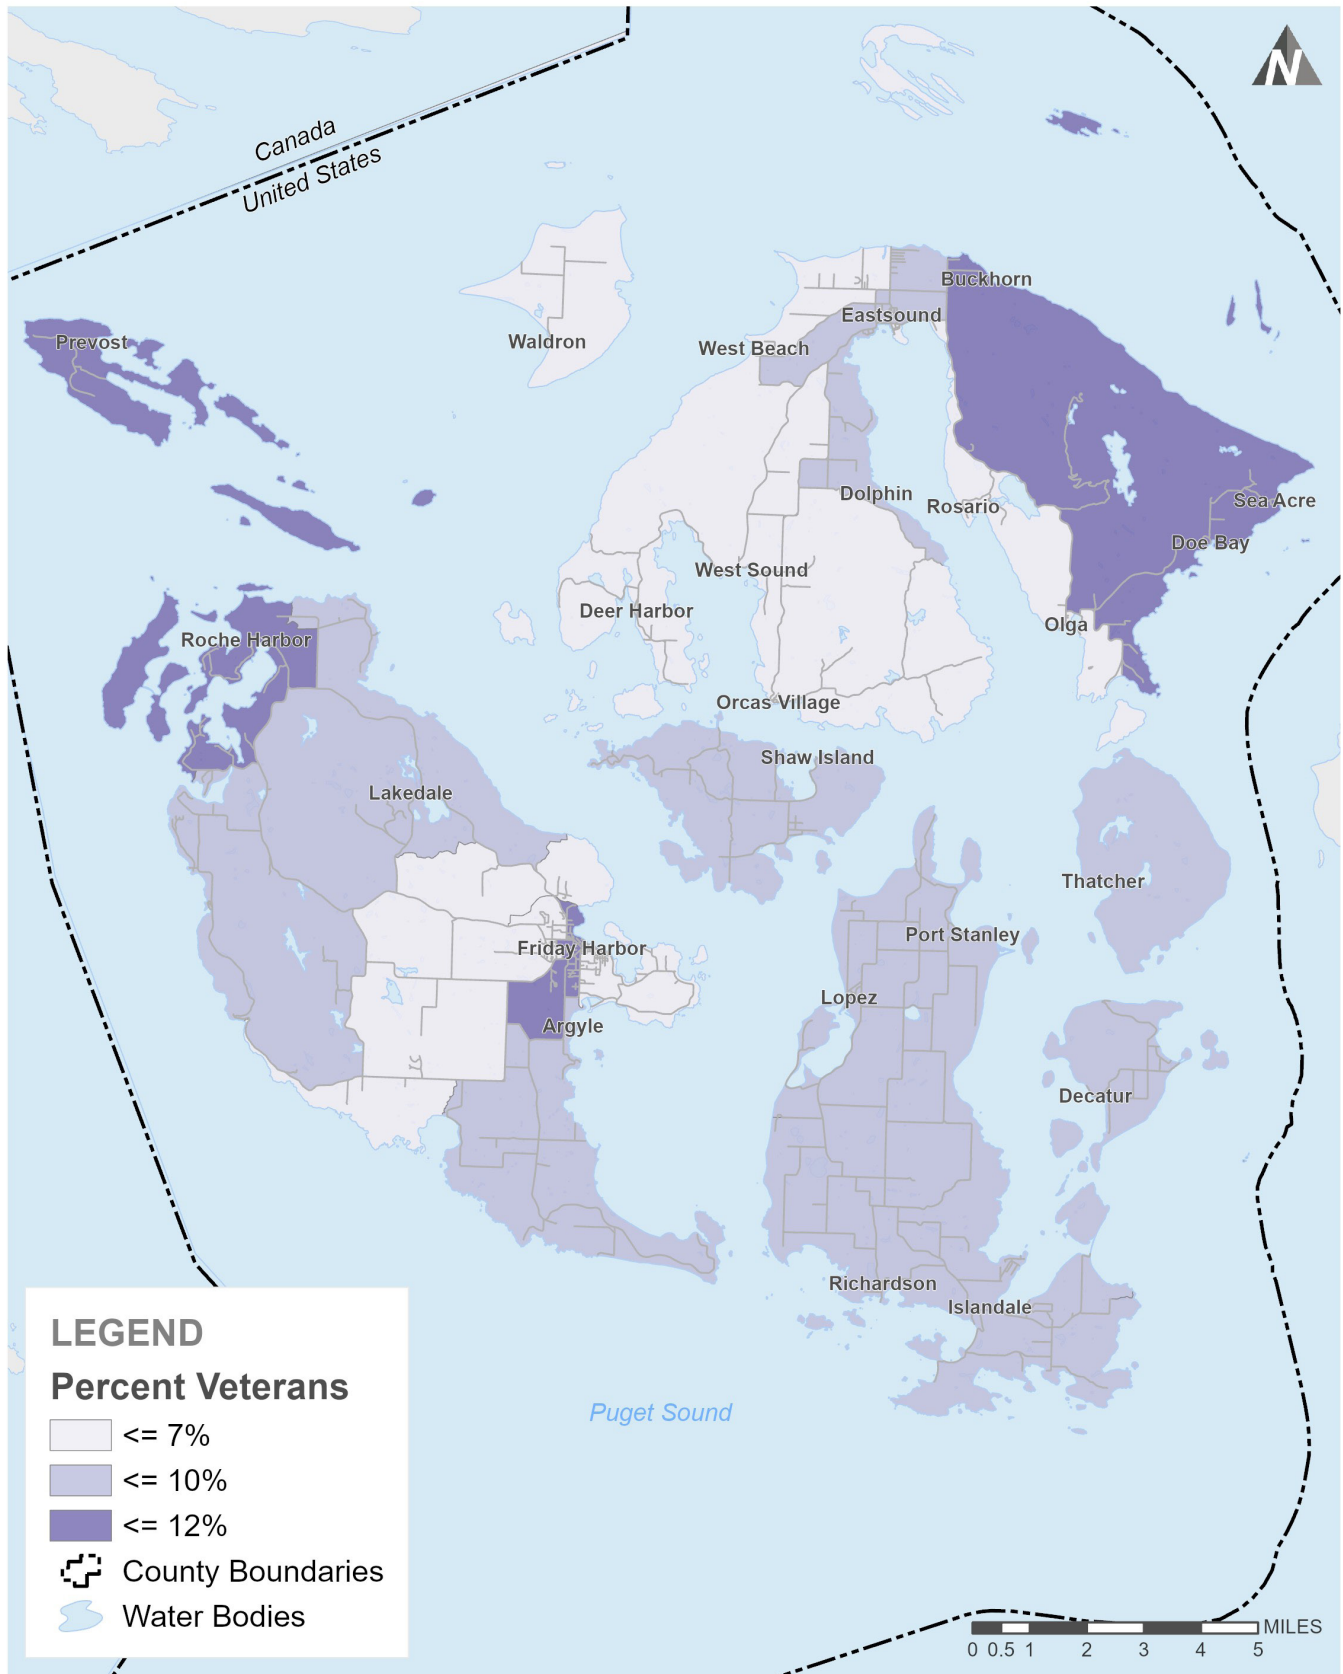 N
Canada
United States
Buckhorn
Eastsound
Prevost
Waldron
West Beach
Dolphin
Rosario
Sea Acre
Doe Bay
West Sound
Deer Harbor
Olga
Roche Harbor
Orcas Village
Shaw Island
Lakedale
Thatcher
Port Stanley
Friday Harbor
Lopez
Argyle
Decatur
Richardson
Islandale
Puget Sound
LEGEND
Percent Veterans
<= 7%
<= 10%
<= 12%
County Boundaries
Water Bodies
MILES
0 0.5 1 2 3 4 5